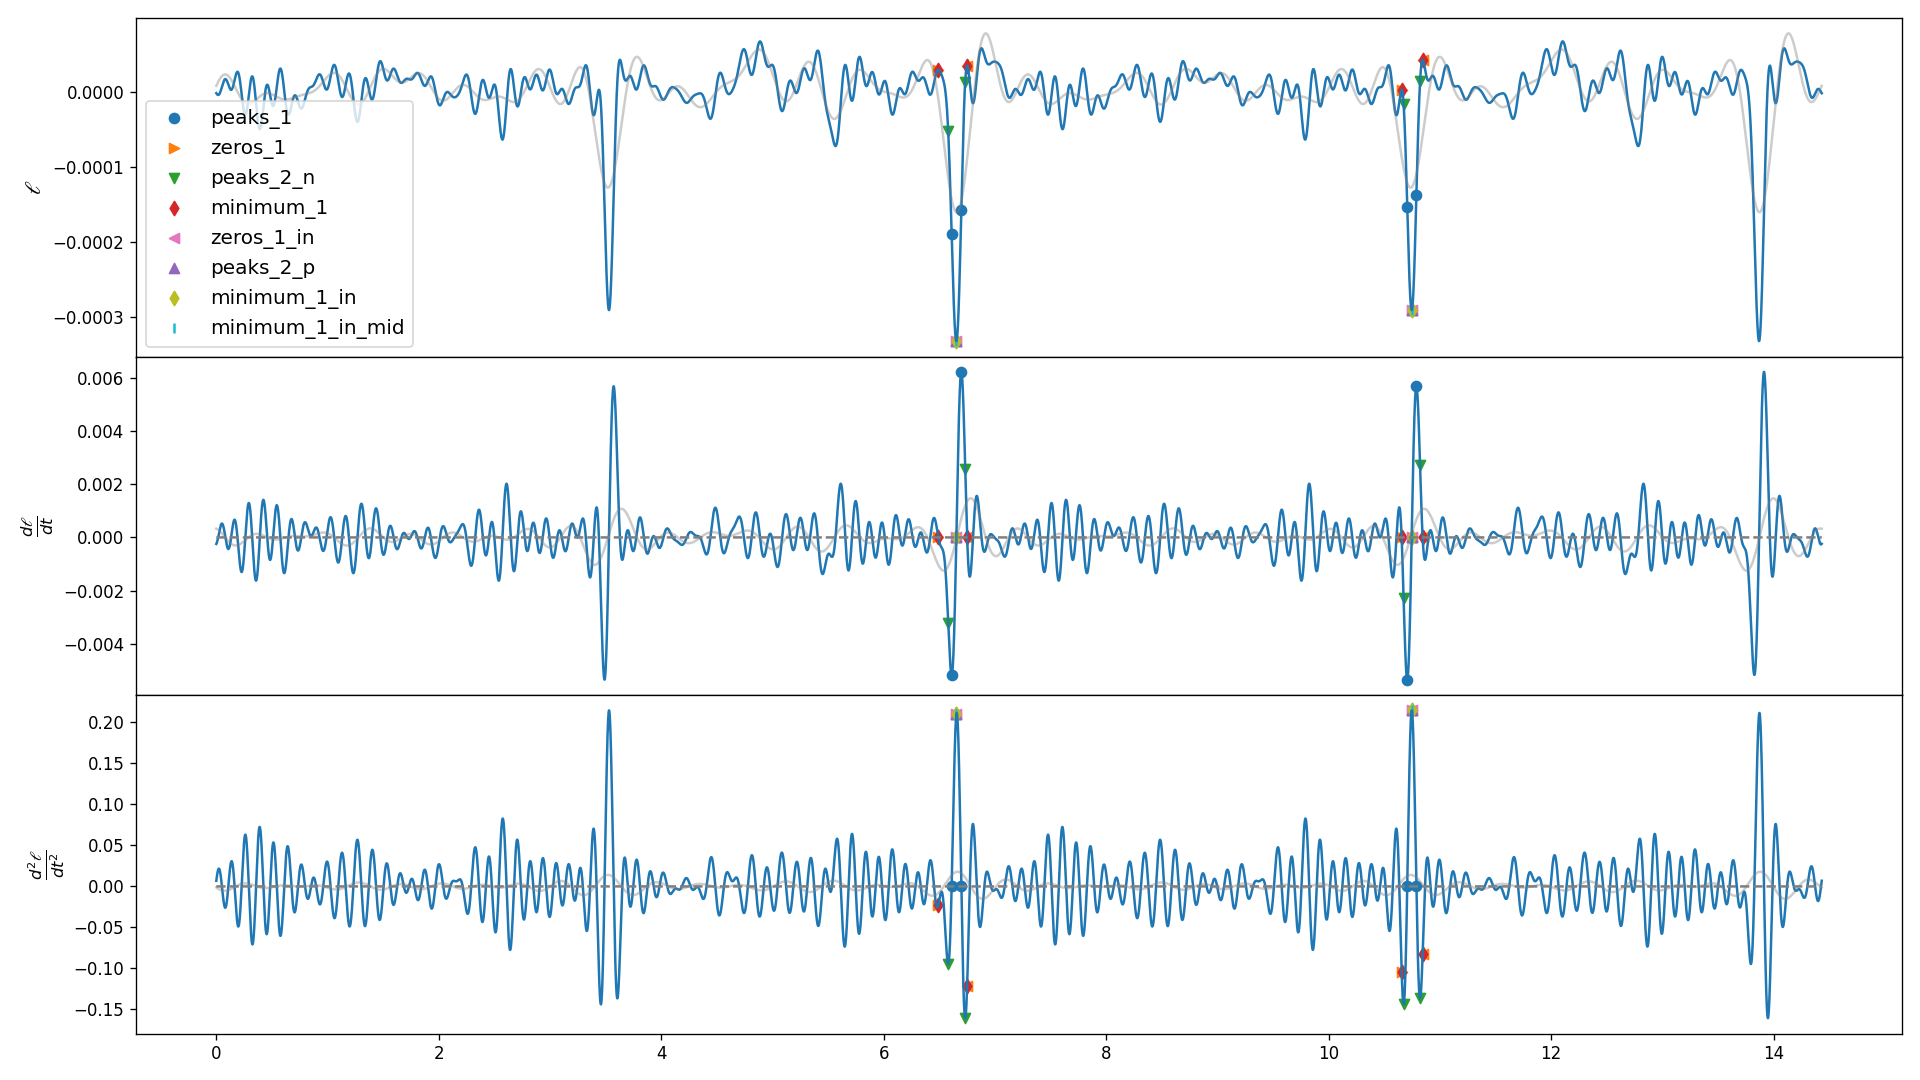 0.0000
−0.0001
−0.0002
−0.0003
ℓ
peaks_1
zeros_1
peaks_2_n
minimum_1
zeros_1_in
peaks_2_p
minimum_1_in
minimum_1_in_mid
0.006
0.004
0.002
0.000
−0.002
−0.004
dℓ/dt
0.20
0.15
0.10
0.05
0.00
−0.05
−0.10
−0.15
d²ℓ/dt²
0 2 4 6 8 10 12 14